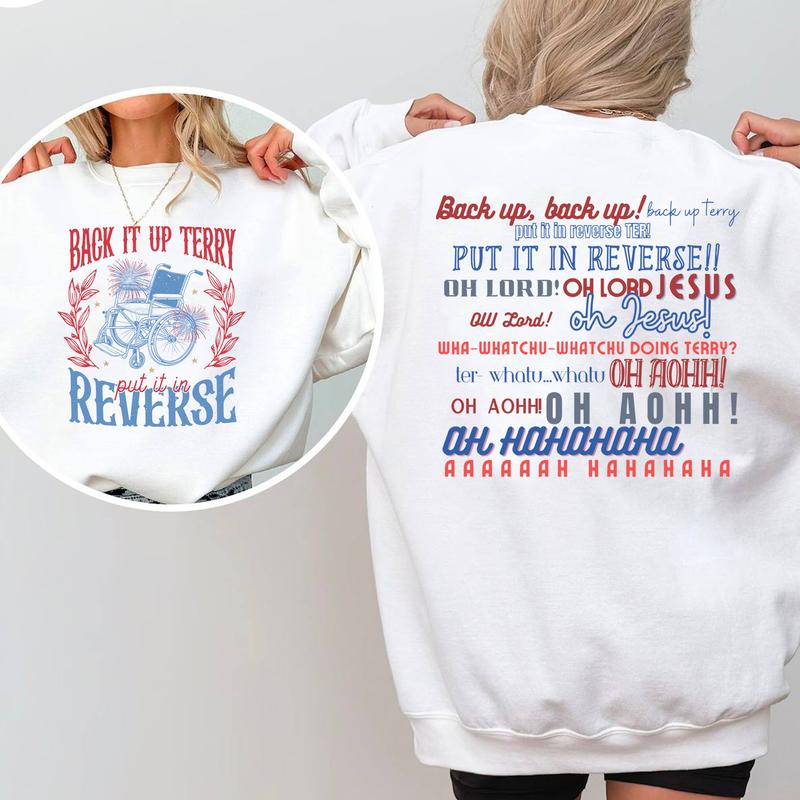 BACK IT UP TERRY
put it in
REVERSE
Back up, back up! back up terry
put it in reverse TER!
PUT IT IN REVERSE!!
OH LORD! OH LORD JESUS
OW Lord! oh Jesus!
WHA-WHATCHU-WHATCHU DOING TERRY?
ter- whatu...whatu OH AOHH!
OH AOHH! OH AOHH!
AH HAHAHAHA
AAAAAAH HAHAHAHA